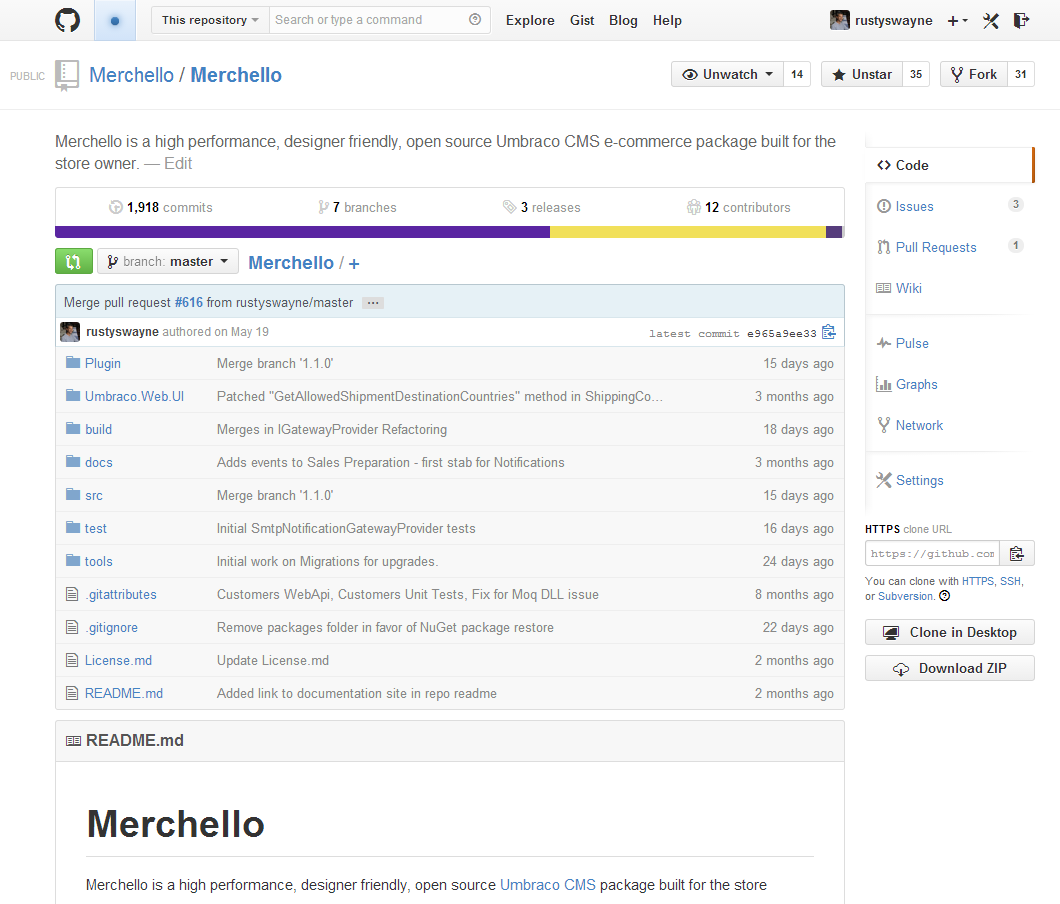 This repository Search or type a command Explore Gist Blog Help rustyswayne
PUBLIC Merchello / Merchello Unwatch 14 Unstar 35 Fork 31
Merchello is a high performance, designer friendly, open source Umbraco CMS e-commerce package built for the
store owner. — Edit
1,918 commits 7 branches 3 releases 12 contributors
branch: master Merchello / +
Merge pull request #616 from rustyswayne/master ...
rustyswayne authored on May 19 latest commit e965a9ee33
Plugin Merge branch '1.1.0' 15 days ago
Umbraco.Web.UI Patched "GetAllowedShipmentDestinationCountries" method in ShippingCo... 3 months ago
build Merges in IGatewayProvider Refactoring 18 days ago
docs Adds events to Sales Preparation - first stab for Notifications 3 months ago
src Merge branch '1.1.0' 15 days ago
test Initial SmtpNotificationGatewayProvider tests 16 days ago
tools Initial work on Migrations for upgrades. 24 days ago
.gitattributes Customers WebApi, Customers Unit Tests, Fix for Moq DLL issue 8 months ago
.gitignore Remove packages folder in favor of NuGet package restore 22 days ago
License.md Update License.md 2 months ago
README.md Added link to documentation site in repo readme 2 months ago
README.md
Merchello
Merchello is a high performance, designer friendly, open source Umbraco CMS package built for the store
Code
Issues 3
Pull Requests 1
Wiki
Pulse
Graphs
Network
Settings
HTTPS clone URL
https://github.com
You can clone with HTTPS, SSH,
or Subversion.
Clone in Desktop
Download ZIP